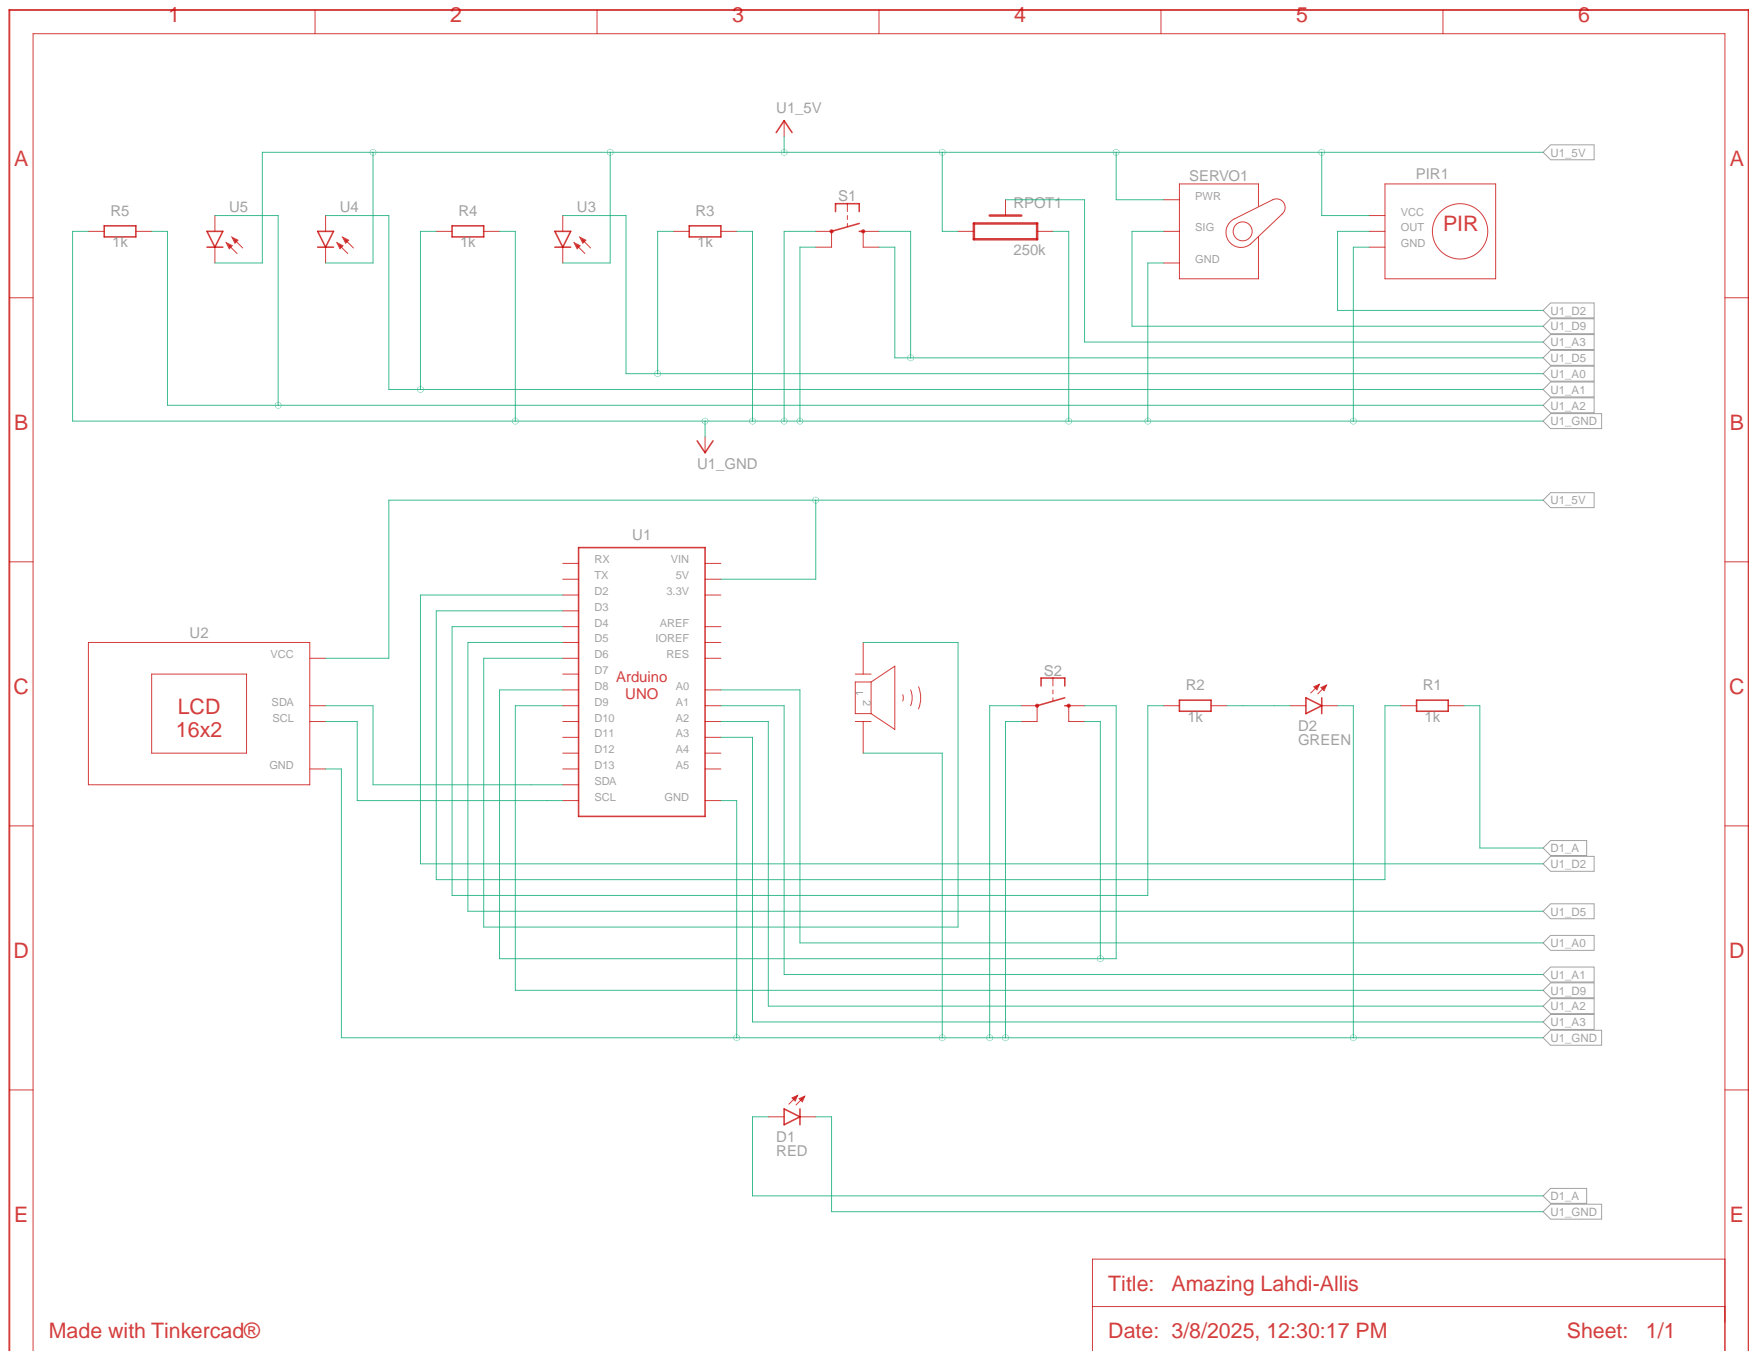 1 2 3 4 5 6
U1_5V
A A
U1_5V
SERVO1 PIR1
R5 U5 U4 R4 U3 R3 S1 RPOT1
PWR
VCC
SIG OUT PIR
GND
1k 1k 1k 250k
GND
B B
U1_D2
U1_D9
U1_A3
U1_D5
U1_A0
U1_A1
U1_A2
U1_GND
U1_GND
U1_5V
U1
RX VIN
TX 5V
D2 3.3V
D3
D4 AREF
D5 IOREF
D6 RES
D7
Arduino
UNO
D8 A0
D9 A1
D10 A2
D11 A3
D12 A4
D13 A5
SDA
SCL GND
C C
U2
VCC
LCD
16x2
SDA
SCL
GND
L 2
S2
R2
1k
D2
GREEN
R1
1k
D D
D1_A
U1_D2
U1_D5
U1_A0
U1_A1
U1_D9
U1_A2
U1_A3
U1_GND
E E
D1
RED
D1_A
U1_GND
Title: Amazing Lahdi-Allis
Made with Tinkercad®
Date: 3/8/2025, 12:30:17 PM Sheet: 1/1